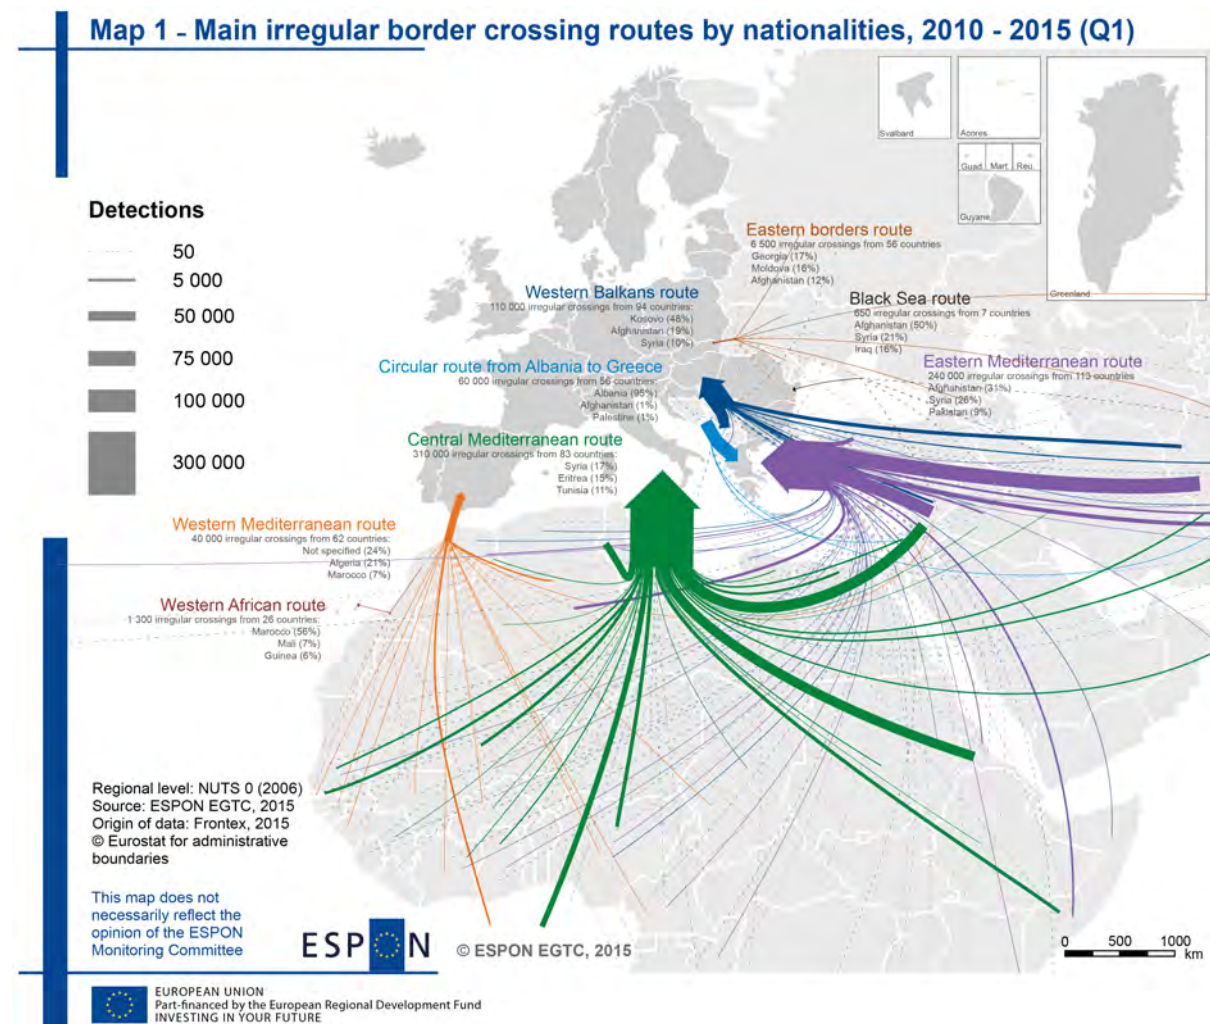 Map 1 - Main irregular border crossing routes by nationalities, 2010 - 2015 (Q1)
Svalbard
Acores
Guad.
Mart.
Reu.
Guyane
Greenland
Detections
50
5 000
50 000
75 000
100 000
300 000
Eastern borders route
6 500 irregular crossings from 56 countries
Georgia (17%)
Moldova (16%)
Afghanistan (12%)
Western Balkans route
110 000 irregular crossings from 94 countries:
Kosovo (48%)
Afghanistan (19%)
Syria (10%)
Black Sea route
650 irregular crossings from 7 countries
Afghanistan (50%)
Syria (21%)
Iraq (16%)
Circular route from Albania to Greece
60 000 irregular crossings from 56 countries:
Albania (95%)
Afghanistan (1%)
Palestine (1%)
Eastern Mediterranean route
240 000 irregular crossings from 113 countries
Afghanistan (31%)
Syria (26%)
Pakistan (9%)
Central Mediterranean route
310 000 irregular crossings from 83 countries:
Syria (17%)
Eritrea (15%)
Tunisia (11%)
Western Mediterranean route
40 000 irregular crossings from 62 countries:
Not specified (24%)
Algeria (21%)
Marocco (7%)
Western African route
1 300 irregular crossings from 26 countries:
Marocco (56%)
Mali (7%)
Guinea (6%)
Regional level: NUTS 0 (2006)
Source: ESPON EGTC, 2015
Origin of data: Frontex, 2015
© Eurostat for administrative
boundaries
This map does not
necessarily reflect the
opinion of the ESPON
Monitoring Committee
ESPON
© ESPON EGTC, 2015
0 500 1000
km
EUROPEAN UNION
Part-financed by the European Regional Development Fund
INVESTING IN YOUR FUTURE